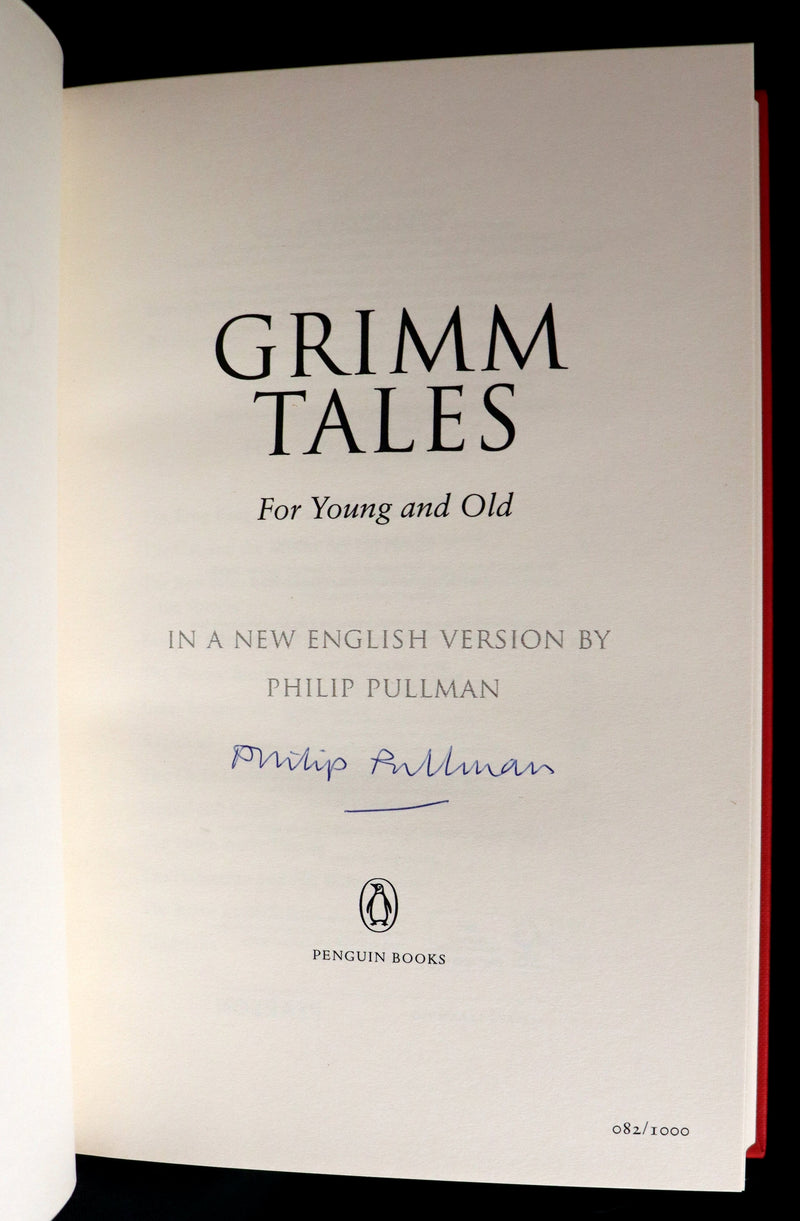 GRIMM
TALES
For Young and Old
IN A NEW ENGLISH VERSION BY
PHILIP PULLMAN
Philip Pullman
PENGUIN BOOKS
082/1000